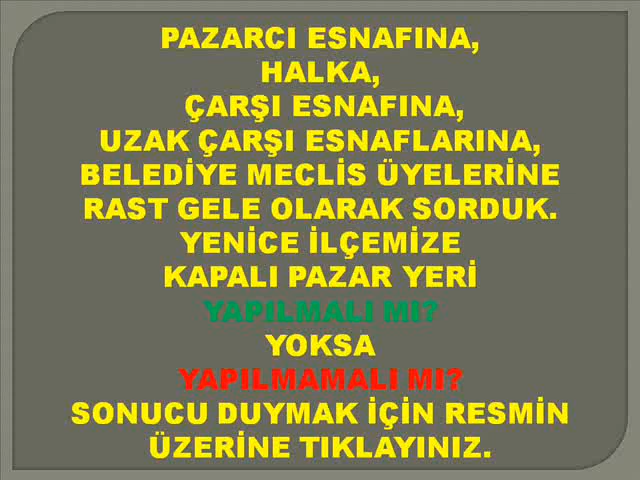 PAZARCI ESNAFINA,
HALKA,
ÇARŞI ESNAFINA,
UZAK ÇARŞI ESNAFLARINA,
BELEDİYE MECLİS ÜYELERİNE
RAST GELE OLARAK SORDUK.
YENİCE İLÇEMİZE
KAPALI PAZAR YERİ
YAPILMALI MI?
YOKSA
YAPILMAMALI MI?
SONUCU DUYMAK İÇİN RESMİN
ÜZERİNE TIKLAYINIZ.